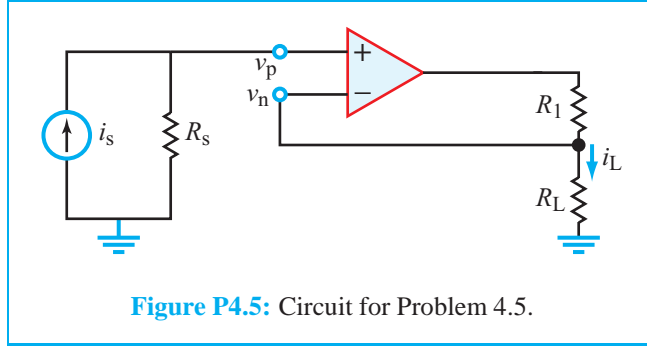 v_p
+
v_n
−
i_s
R_s
R_1
i_L
R_L
Figure P4.5: Circuit for Problem 4.5.